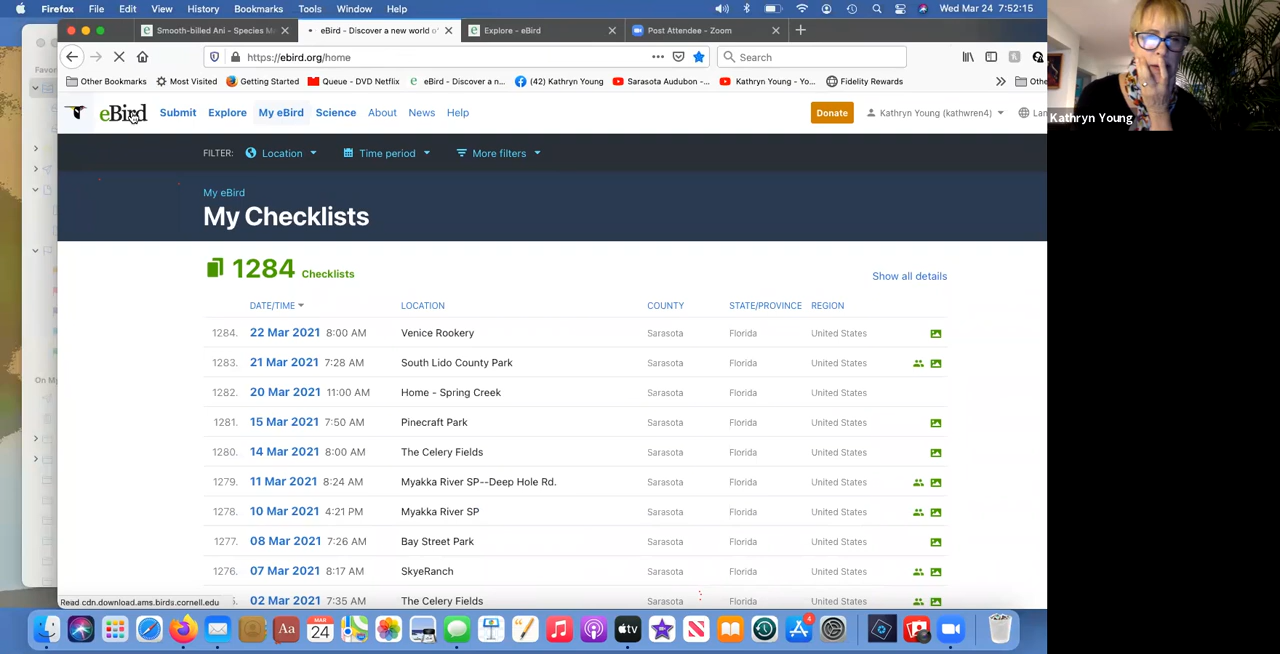 Firefox File Edit View History Bookmarks Tools Window Help Wed Mar 24 7:52:15
Smooth-billed Ani - Species M eBird - Discover a new world o Explore - eBird Post Attendee - Zoom
https://ebird.org/home Search
Other Bookmarks Most Visited Getting Started Queue - DVD Netflix eBird - Discover a n... (42) Kathryn Young Sarasota Audubon -... Kathryn Young - Yo... Fidelity Rewards Othe
Favor
eBird Submit Explore My eBird Science About News Help Donate Kathryn Young (kathwren4) Lan
Kathryn Young
FILTER: Location Time period More filters
My eBird
My Checklists
1284 Checklists
Show all details
DATE/TIME LOCATION COUNTY STATE/PROVINCE REGION
1284. 22 Mar 2021 8:00 AM Venice Rookery Sarasota Florida United States
1283. 21 Mar 2021 7:28 AM South Lido County Park Sarasota Florida United States
On M
1282. 20 Mar 2021 11:00 AM Home - Spring Creek Sarasota Florida United States
1281. 15 Mar 2021 7:50 AM Pinecraft Park Sarasota Florida United States
1280. 14 Mar 2021 8:00 AM The Celery Fields Sarasota Florida United States
1279. 11 Mar 2021 8:24 AM Myakka River SP--Deep Hole Rd. Sarasota Florida United States
1278. 10 Mar 2021 4:21 PM Myakka River SP Sarasota Florida United States
1277. 08 Mar 2021 7:26 AM Bay Street Park Sarasota Florida United States
1276. 07 Mar 2021 8:17 AM SkyeRanch Sarasota Florida United States
02 Mar 2021 7:35 AM The Celery Fields Sarasota Florida United States
Read cdn.download.ams.birds.cornell.edu
MAR
24
Aa
tv
4